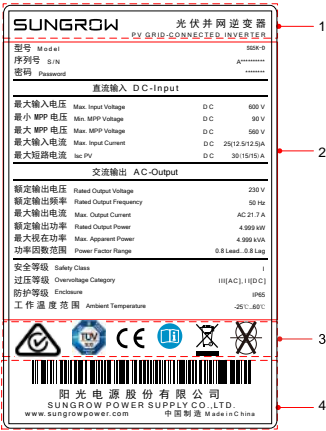 SUNGROW 光伏并网逆变器
PV GRID-CONNECTED INVERTER
1
型号 Model SG5K-D
序列号 S/N A**********
密码 Password ********
直流输入 DC-Input
最大输入电压 Max. Input Voltage DC 600 V
最小 MPP 电压 Min. MPP Voltage DC 90 V
最大 MPP 电压 Max. MPP Voltage DC 560 V
最大输入电流 Max. Input Current DC 25(12.5/12.5)A
最大短路电流 Isc PV DC 30(15/15) A
2
交流输出 AC-Output
额定输出电压 Rated Output Voltage 230 V
额定输出频率 Rated Output Frequency 50 Hz
最大输出电流 Max. Output Current AC 21.7 A
额定输出功率 Rated Output Power 4.999 kW
最大视在功率 Max. Apparent Power 4.999 kVA
功率因数范围 Power Factor Range 0.8 Lead...0.8 Lag
安全等级 Safety Class I
过压等级 Overvoltage Category III[AC], II[DC]
防护等级 Enclosure IP65
工作温度范围 Ambient Temperature -25℃...60℃
TÜV CE i
3
阳光电源股份有限公司
SUNGROW POWER SUPPLY CO.,LTD.
www.sungrowpower.com 中国制造 Made in China
4